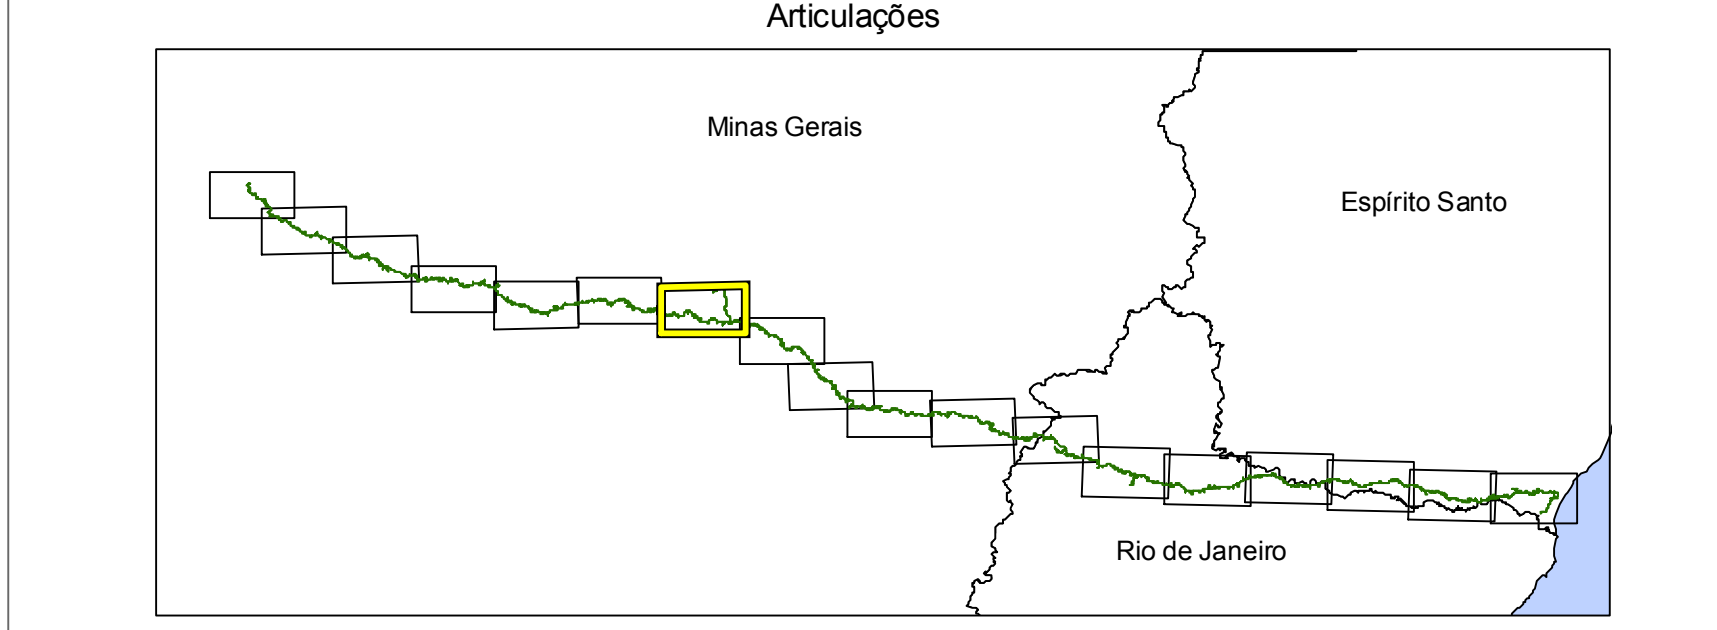 Articulações
Minas Gerais
Espírito Santo
Rio de Janeiro